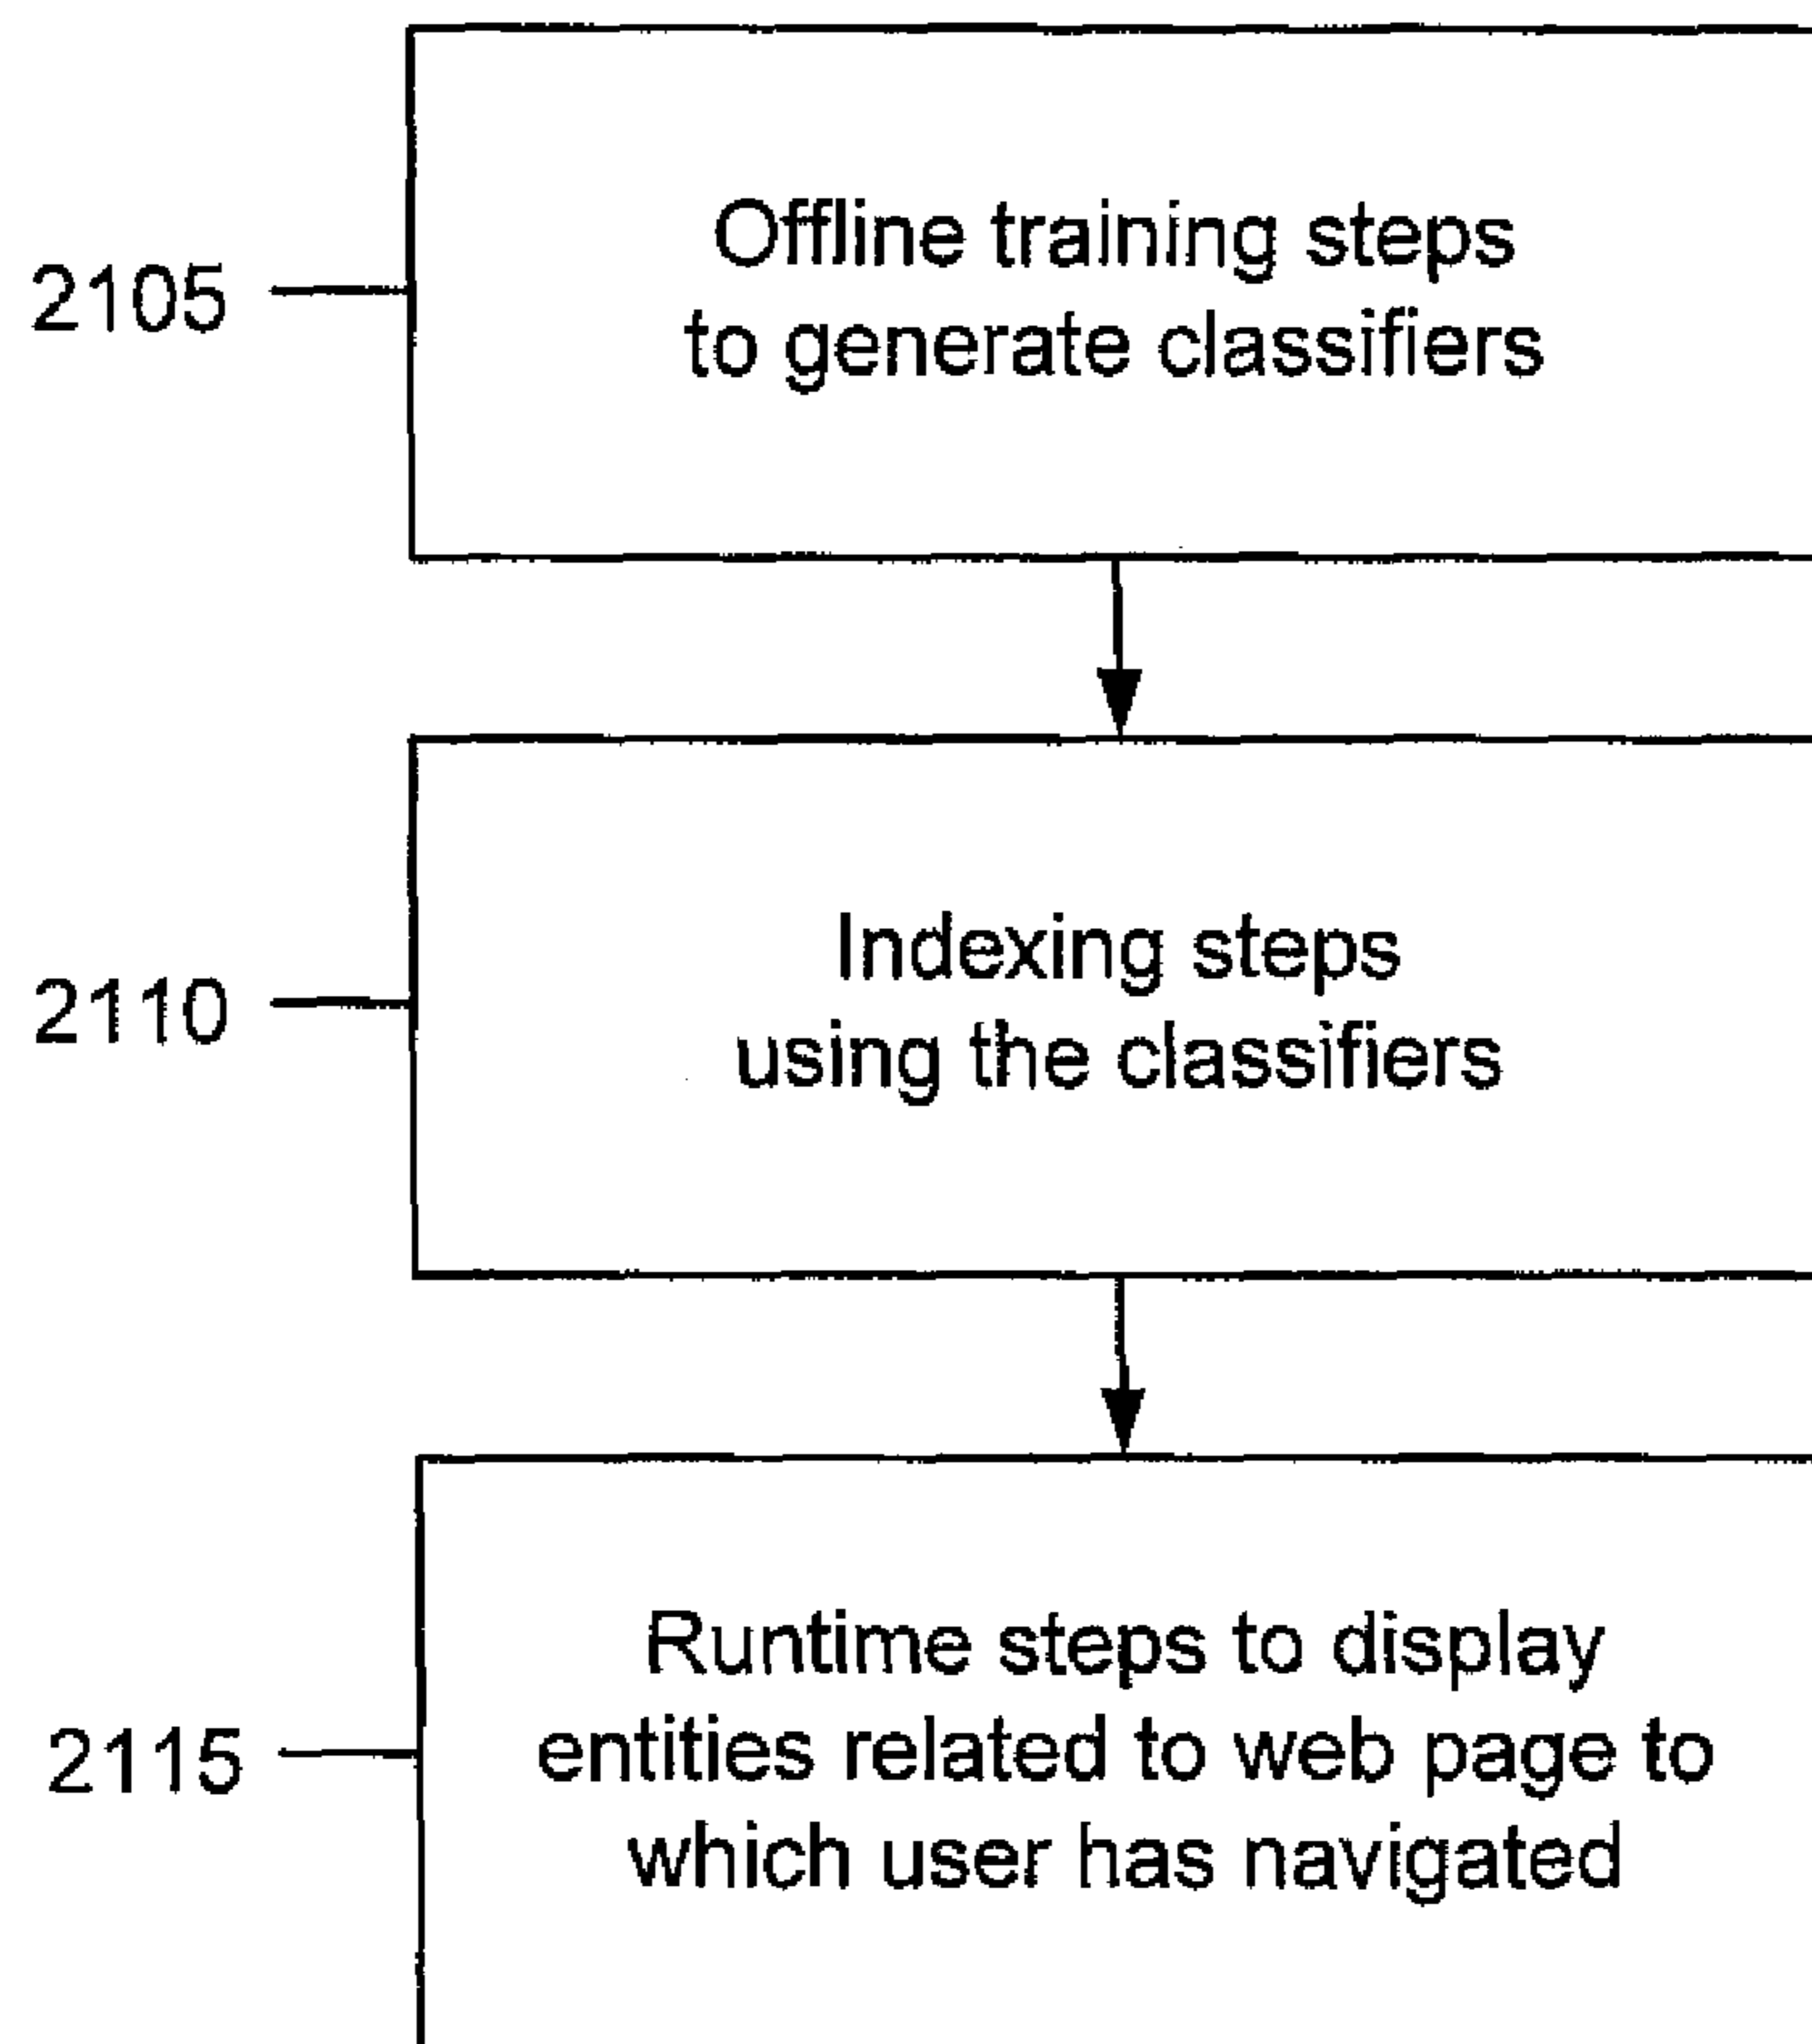 Offline training steps
2105
to generate classifiers
Indexing steps
2110
using the classifiers
Runtime steps to display
2115
entities related to web page to
which user has navigated